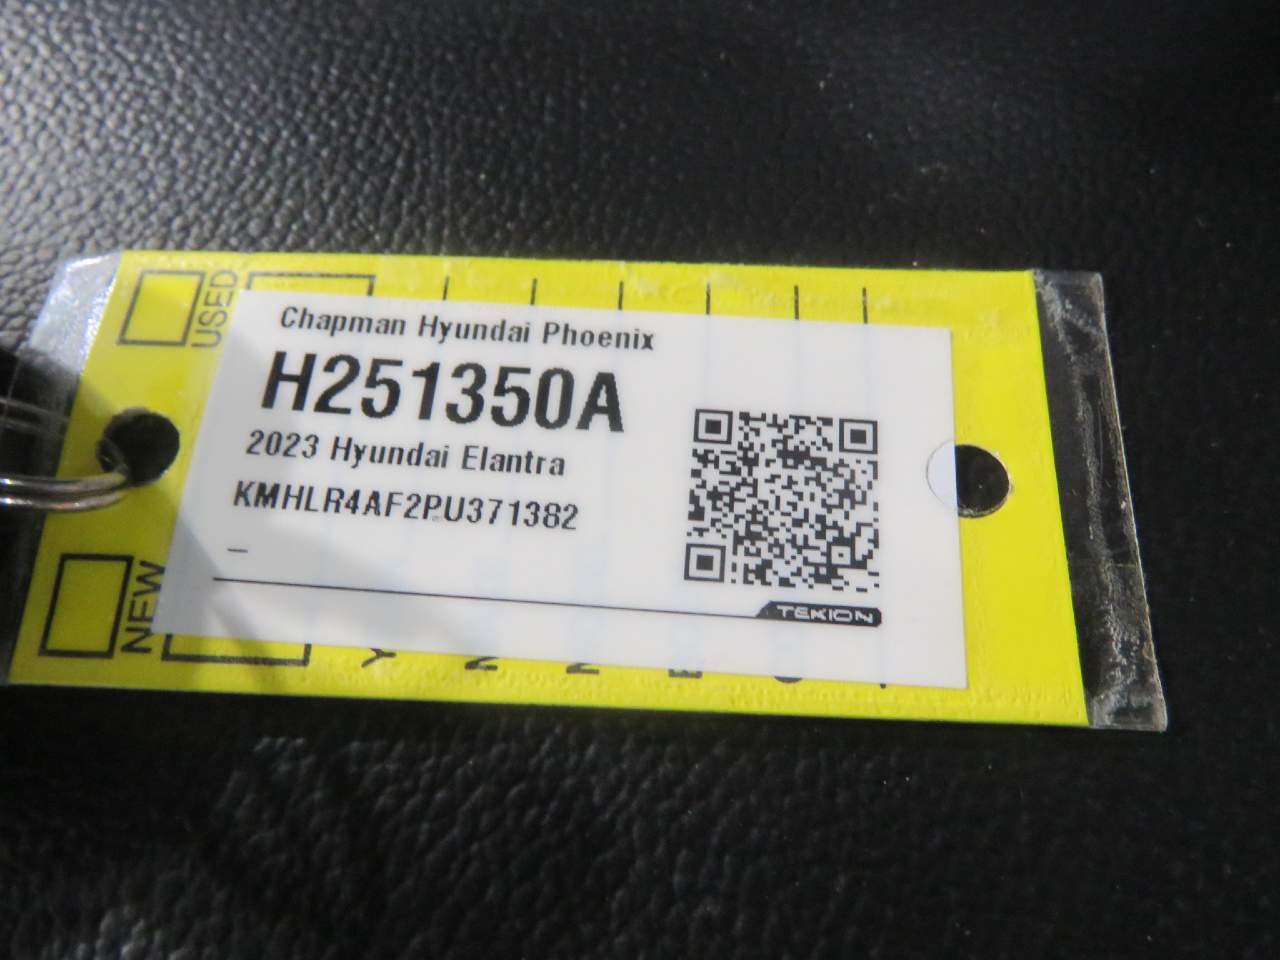 USED
Chapman Hyundai Phoenix
H251350A
2023 Hyundai Elantra
KMHLR4AF2PU371382
–
TEKION
NEW